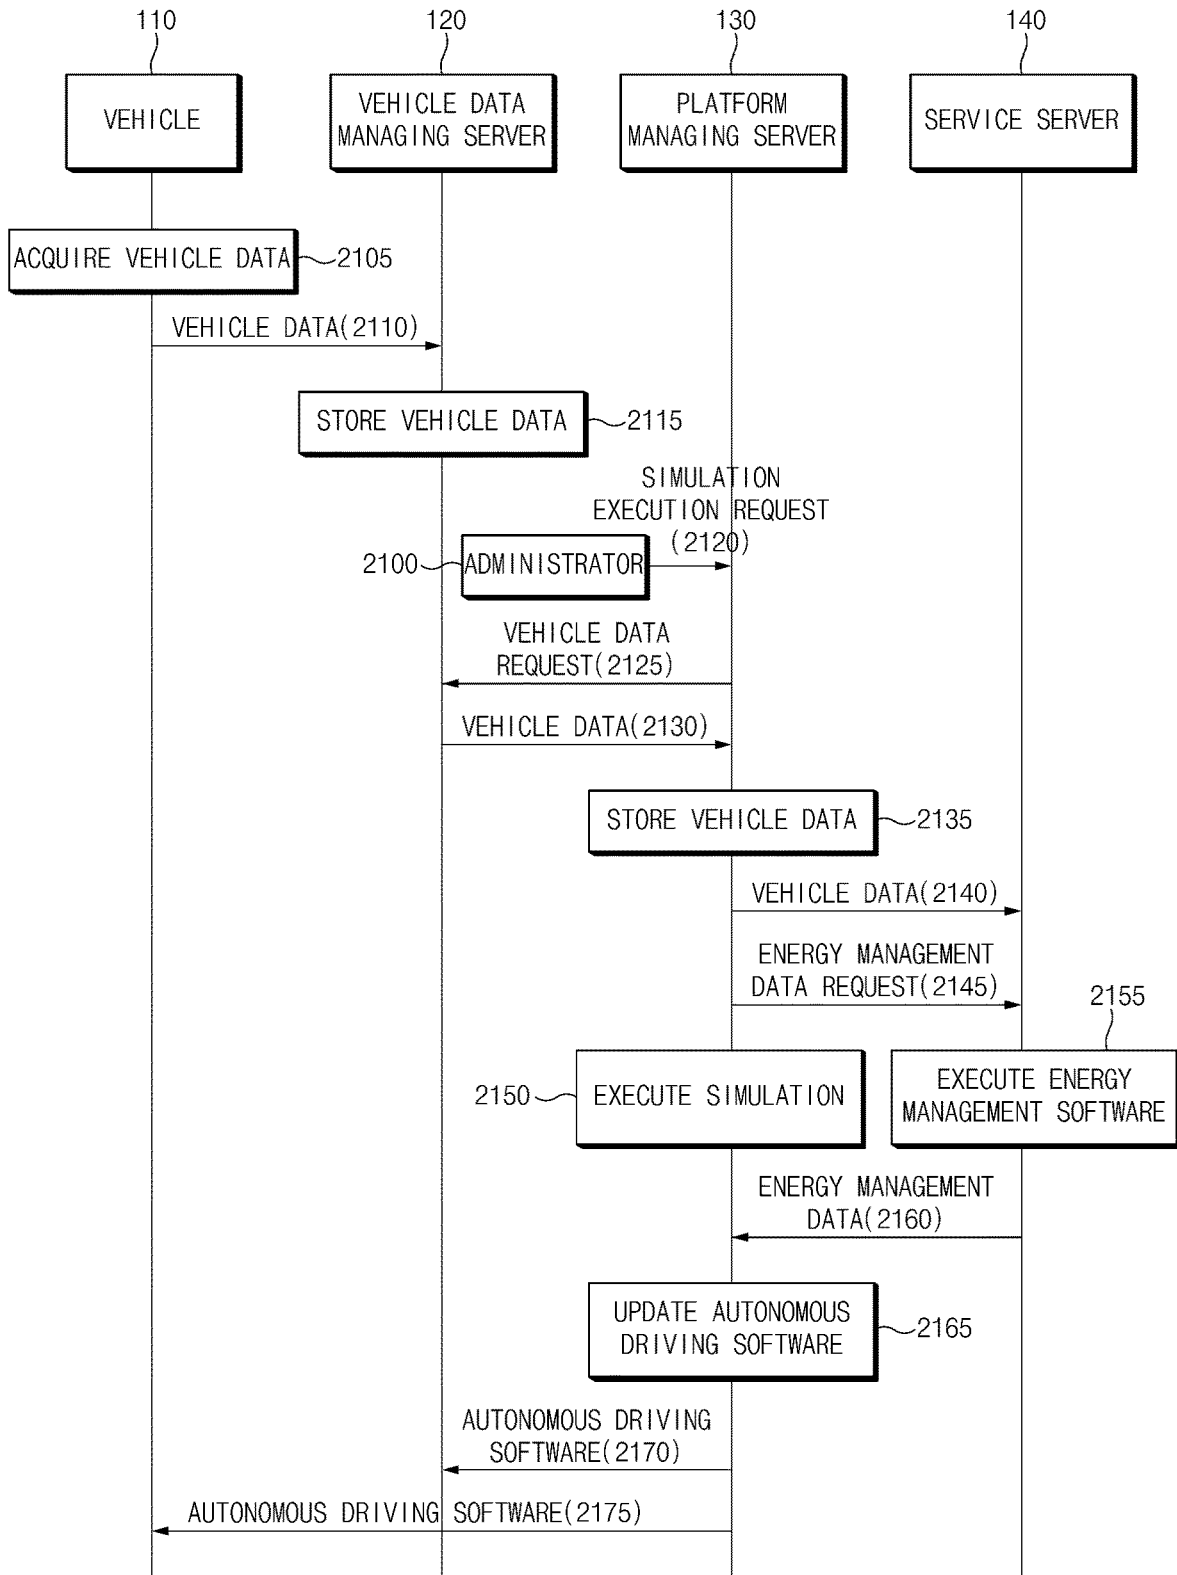 110
120
130
140
VEHICLE
VEHICLE DATA
MANAGING SERVER
PLATFORM
MANAGING SERVER
SERVICE SERVER
ACQUIRE VEHICLE DATA
2105
VEHICLE DATA(2110)
STORE VEHICLE DATA
2115
SIMULATION
EXECUTION REQUEST
(2120)
2100
ADMINISTRATOR
VEHICLE DATA
REQUEST(2125)
VEHICLE DATA(2130)
STORE VEHICLE DATA
2135
VEHICLE DATA(2140)
ENERGY MANAGEMENT
DATA REQUEST(2145)
2155
2150
EXECUTE SIMULATION
EXECUTE ENERGY
MANAGEMENT SOFTWARE
ENERGY MANAGEMENT
DATA(2160)
UPDATE AUTONOMOUS
DRIVING SOFTWARE
2165
AUTONOMOUS DRIVING
SOFTWARE(2170)
AUTONOMOUS DRIVING SOFTWARE(2175)